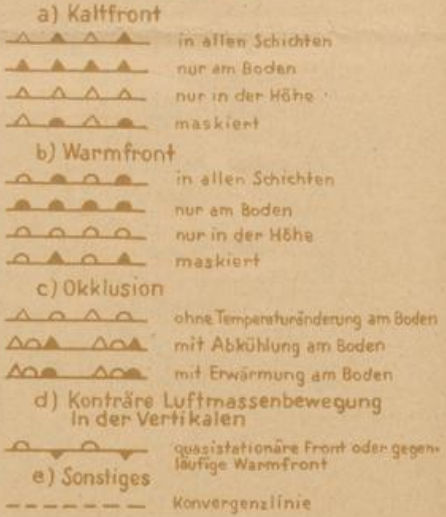 a) Kaltfront
in allen Schichten
nur am Boden
nur in der Höhe
maskiert
b) Warmfront
in allen Schichten
nur am Boden
nur in der Höhe
maskiert
c) Okklusion
ohne Temperaturänderung am Boden
mit Abkühlung am Boden
mit Erwärmung am Boden
d) Konträre Luftmassenbewegung
In der Vertikalen
quasistationäre Front oder gegen-
läufige Warmfront
e) Sonstiges
Konvergenzlinie